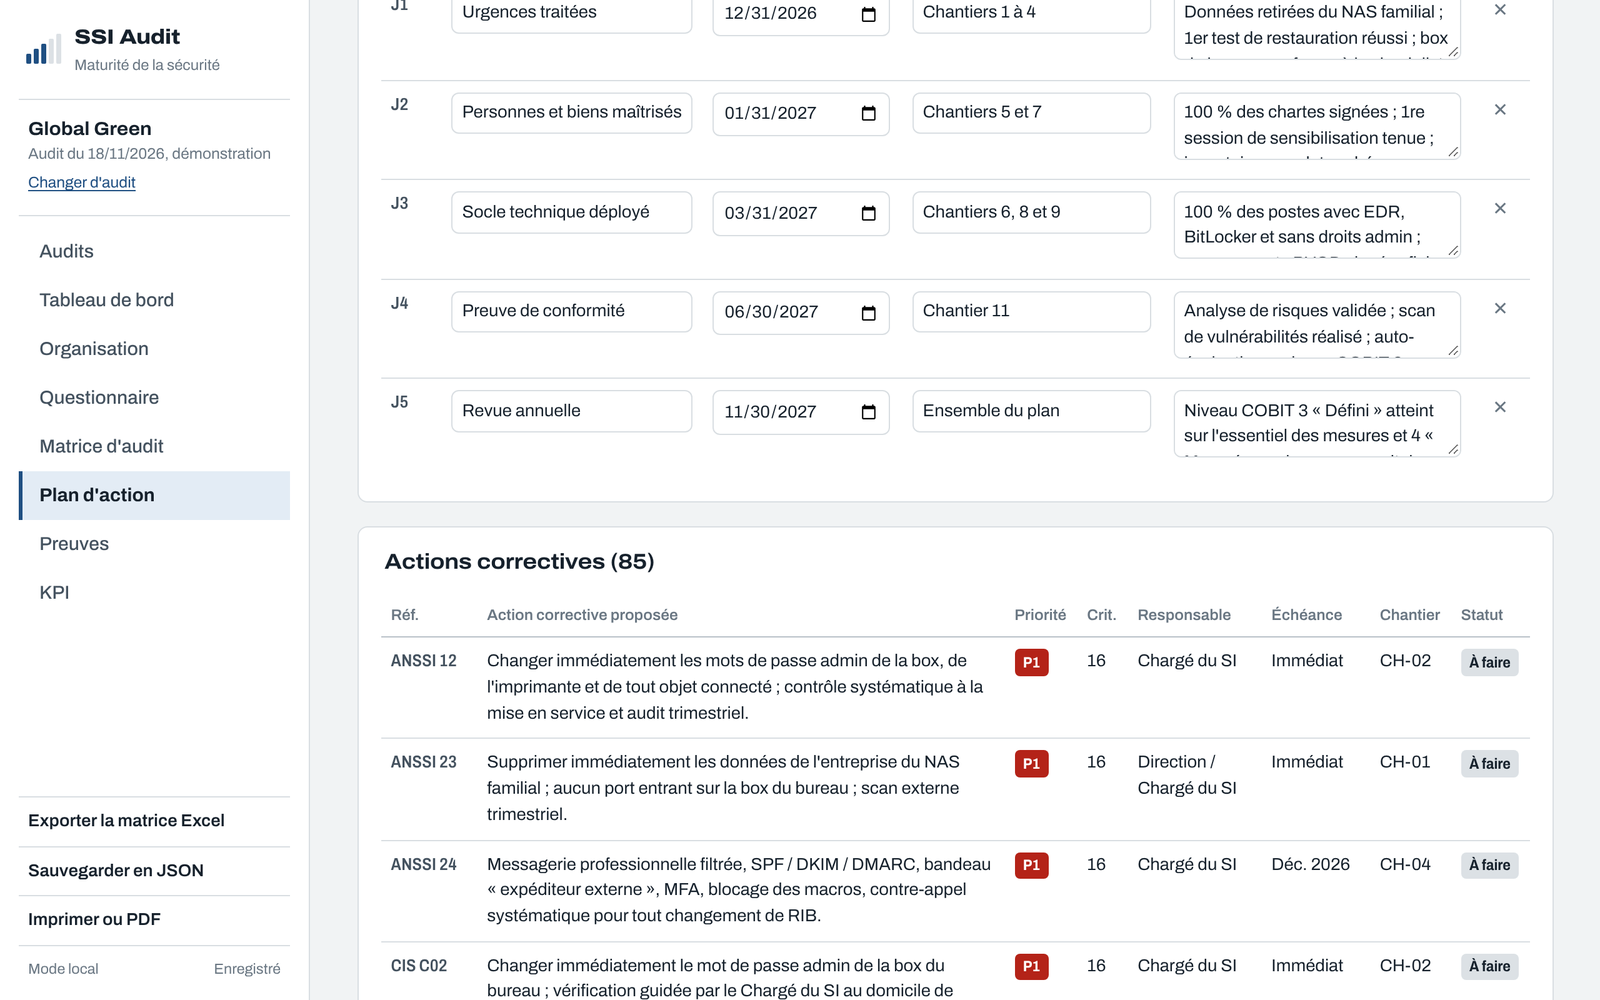 SSI Audit
Maturité de la sécurité
Global Green
Audit du 18/11/2026, démonstration
Changer d'audit
Audits
Tableau de bord
Organisation
Questionnaire
Matrice d'audit
Plan d'action
Preuves
KPI
Exporter la matrice Excel
Sauvegarder en JSON
Imprimer ou PDF
Mode local Enregistré
J1 Urgences traitées 12/31/2026 Chantiers 1 à 4 Données retirées du NAS familial ; ✕
1er test de restauration réussi ; box
J2 Personnes et biens maîtrisés 01/31/2027 Chantiers 5 et 7 100 % des chartes signées ; 1re ✕
session de sensibilisation tenue ;
J3 Socle technique déployé 03/31/2027 Chantiers 6, 8 et 9 100 % des postes avec EDR, ✕
BitLocker et sans droits admin ;
J4 Preuve de conformité 06/30/2027 Chantier 11 Analyse de risques validée ; scan ✕
de vulnérabilités réalisé ; auto-
J5 Revue annuelle 11/30/2027 Ensemble du plan Niveau COBIT 3 « Défini » atteint ✕
sur l'essentiel des mesures et 4 «
Actions correctives (85)
Réf. Action corrective proposée Priorité Crit. Responsable Échéance Chantier Statut
ANSSI 12 Changer immédiatement les mots de passe admin de la box, de P1 16 Chargé du SI Immédiat CH-02 À faire
l'imprimante et de tout objet connecté ; contrôle systématique à la
mise en service et audit trimestriel.
ANSSI 23 Supprimer immédiatement les données de l'entreprise du NAS P1 16 Direction / Immédiat CH-01 À faire
familial ; aucun port entrant sur la box du bureau ; scan externe Chargé du SI
trimestriel.
ANSSI 24 Messagerie professionnelle filtrée, SPF / DKIM / DMARC, bandeau P1 16 Chargé du SI Déc. 2026 CH-04 À faire
« expéditeur externe », MFA, blocage des macros, contre-appel
systématique pour tout changement de RIB.
CIS C02 Changer immédiatement le mot de passe admin de la box du P1 16 Chargé du SI Immédiat CH-02 À faire
bureau ; vérification guidée par le Chargé du SI au domicile de